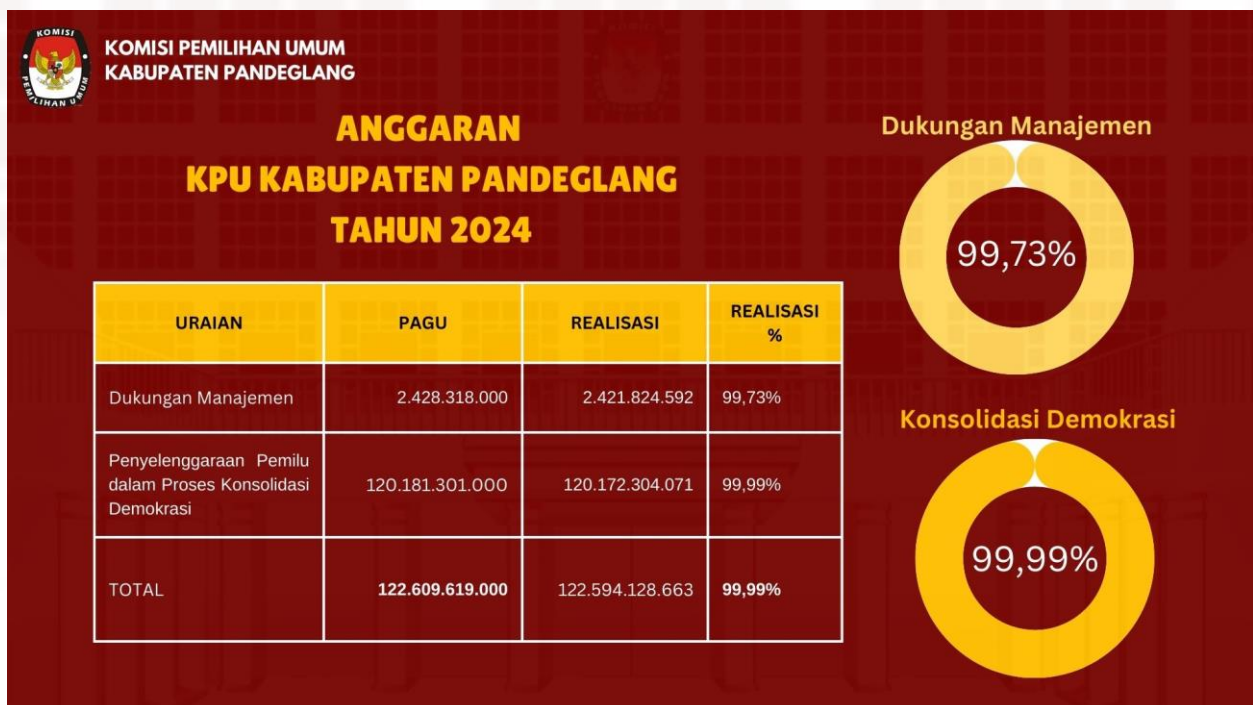 KOMISI
PEMILIHAN UMUM
KOMISI PEMILIHAN UMUM
KABUPATEN PANDEGLANG
ANGGARAN
KPU KABUPATEN PANDEGLANG
TAHUN 2024
URAIAN PAGU REALISASI REALISASI
%
Dukungan Manajemen 2.428.318.000 2.421.824.592 99,73%
Penyelenggaraan Pemilu
dalam Proses Konsolidasi 120.181.301.000 120.172.304.071 99,99%
Demokrasi
TOTAL 122.609.619.000 122.594.128.663 99,99%
Dukungan Manajemen
99,73%
Konsolidasi Demokrasi
99,99%